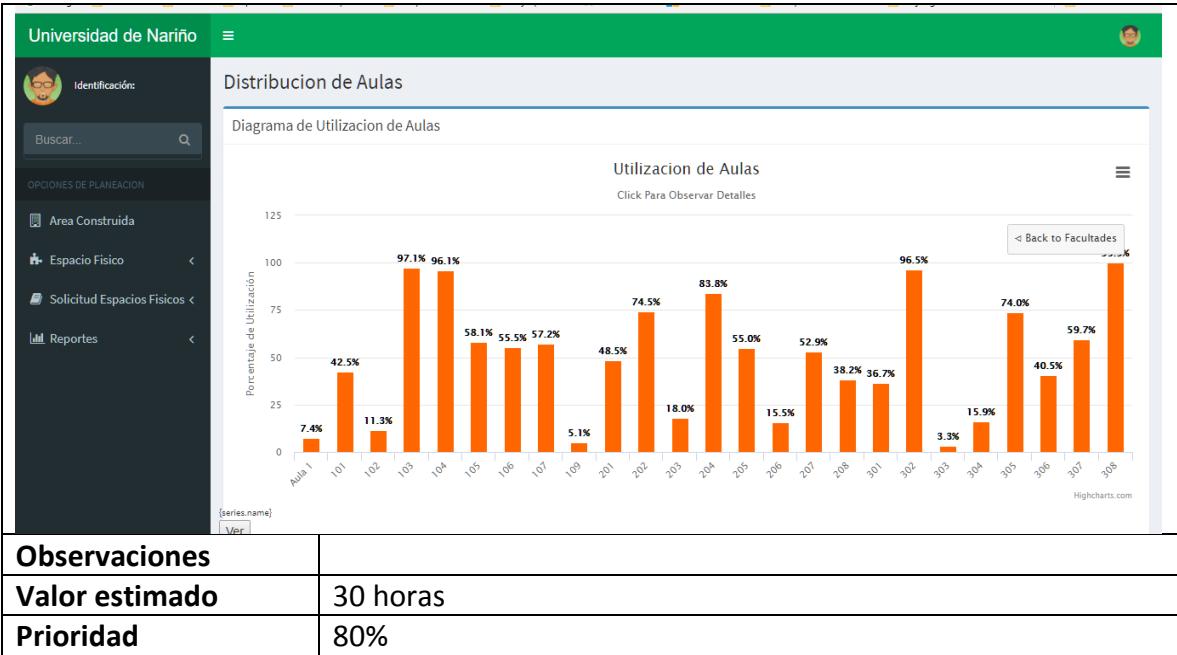 Universidad de Nariño
Identificación:
Buscar...
OPCIONES DE PLANEACION
Area Construida
Espacio Fisico
Solicitud Espacios Fisicos
Reportes
Distribucion de Aulas
Diagrama de Utilizacion de Aulas
Utilizacion de Aulas
Click Para Observar Detalles
Back to Facultades
Porcentaje de Utilización
125
100
75
50
25
0
7.4% 42.5% 11.3% 97.1% 96.1% 58.1% 55.5% 57.2% 5.1% 48.5% 74.5% 18.0% 83.8% 55.0% 15.5% 52.9% 38.2% 36.7% 96.5% 3.3% 15.9% 74.0% 40.5% 59.7%
Aula 1 101 102 103 104 105 106 107 109 201 202 203 204 205 206 207 208 301 302 303 304 305 306 307 308
Highcharts.com
{series.name}
Ver
Observaciones
Valor estimado 30 horas
Prioridad 80%